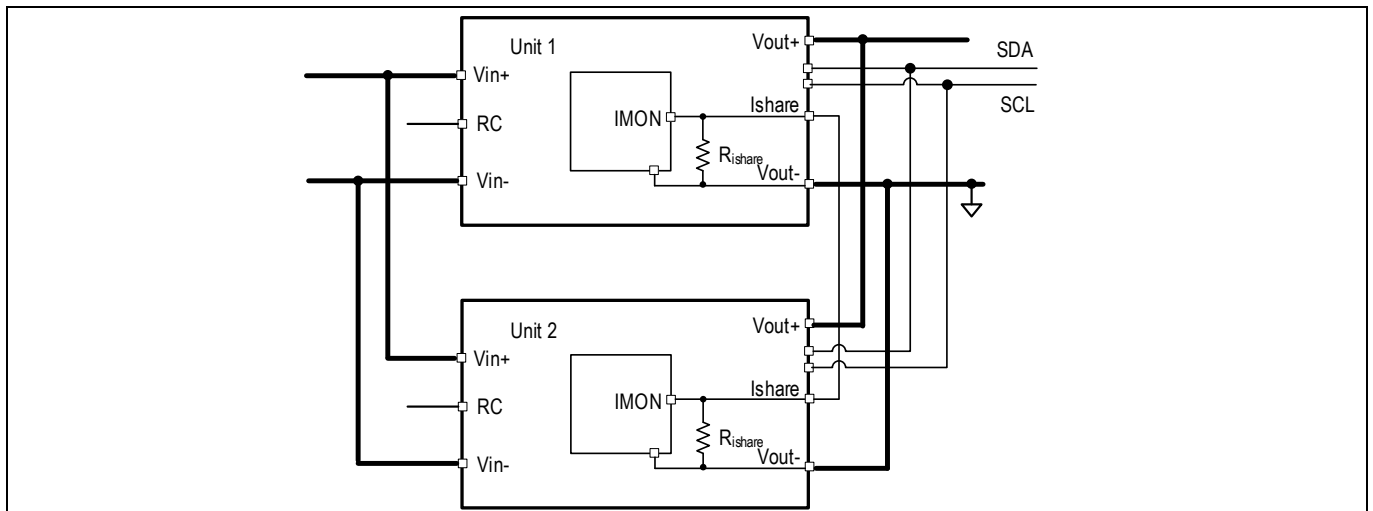 Unit 1
Vout+
SDA
Vin+
Ishare
SCL
IMON
RC
Rishare
Vout-
Vin-
Unit 2
Vout+
Vin+
Ishare
IMON
RC
Rishare
Vout-
Vin-